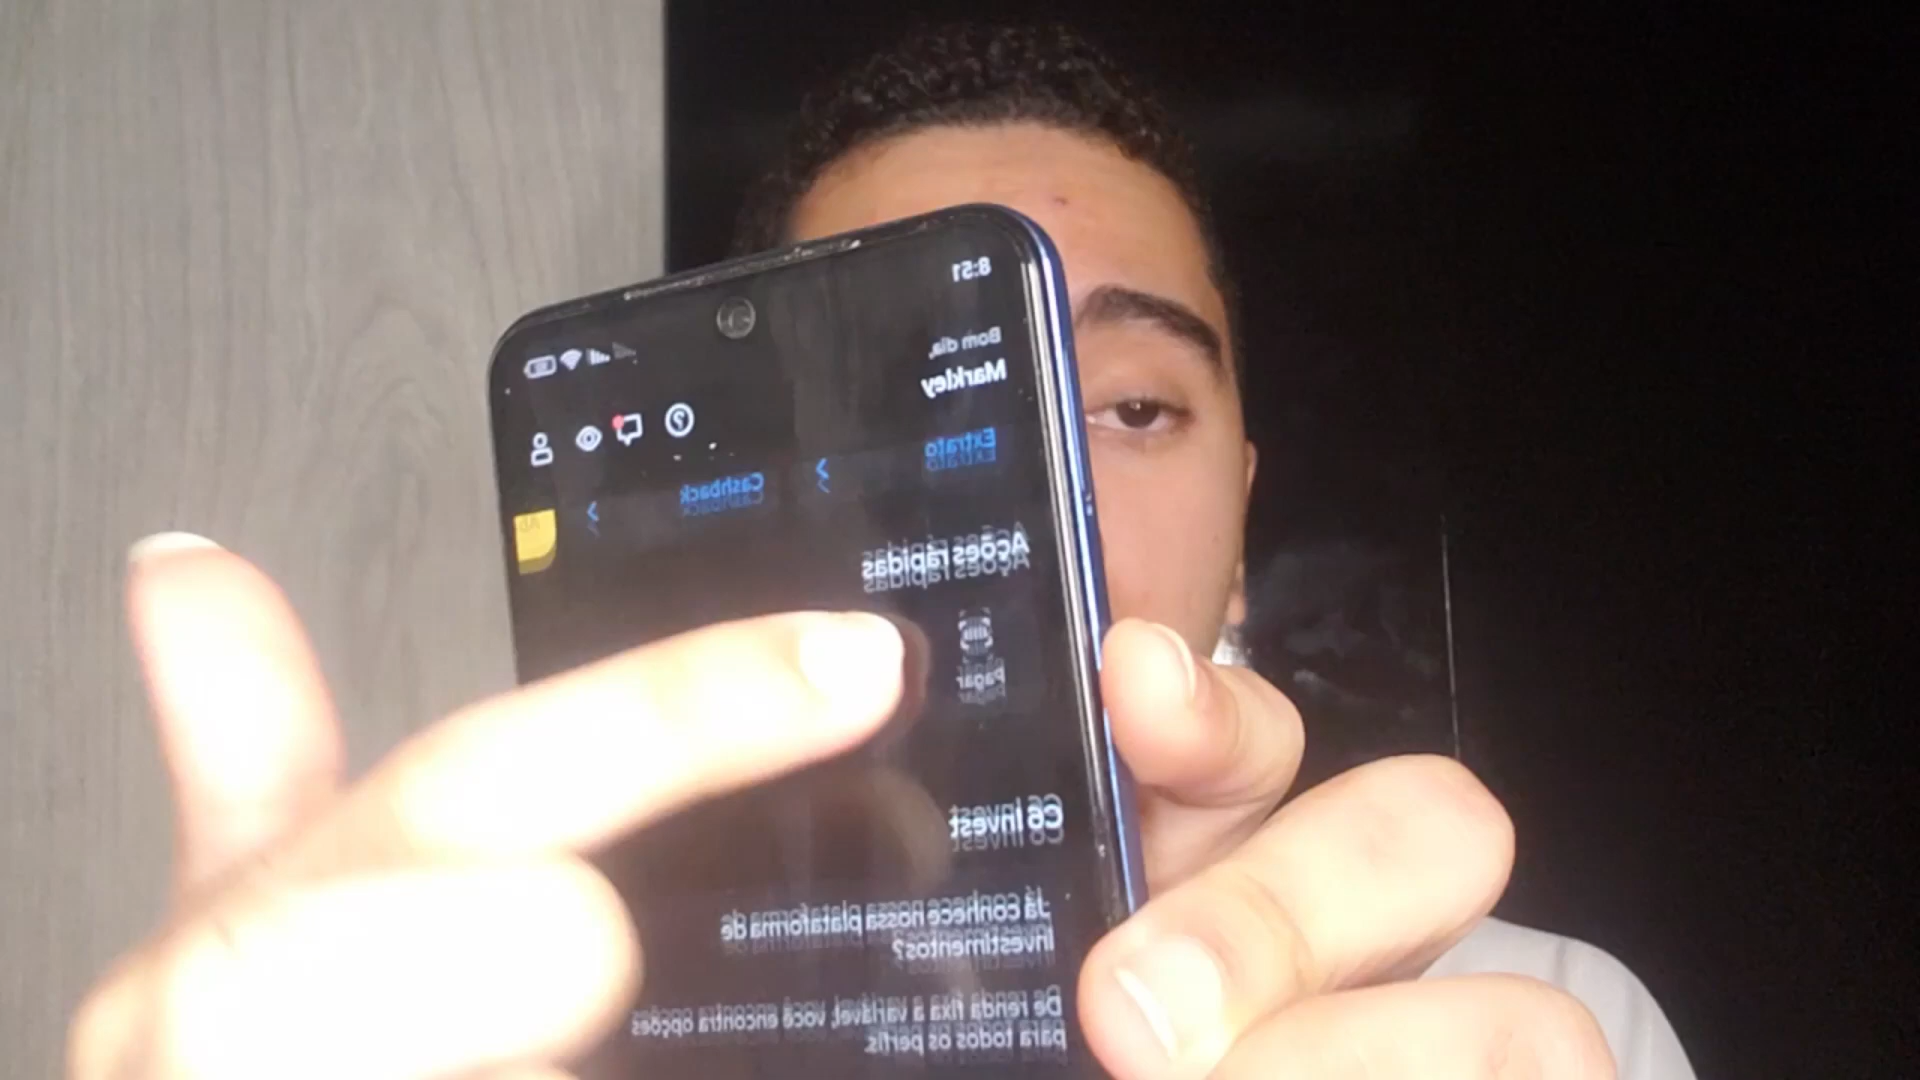 8:51
Bom dia,
Markley
Extrato
Cashback
Ações rápidas
Pagar
C6 Invest
Já conhece nossa plataforma de
investimentos?
De renda fixa a variável, você encontra opções
para todos os perfis.